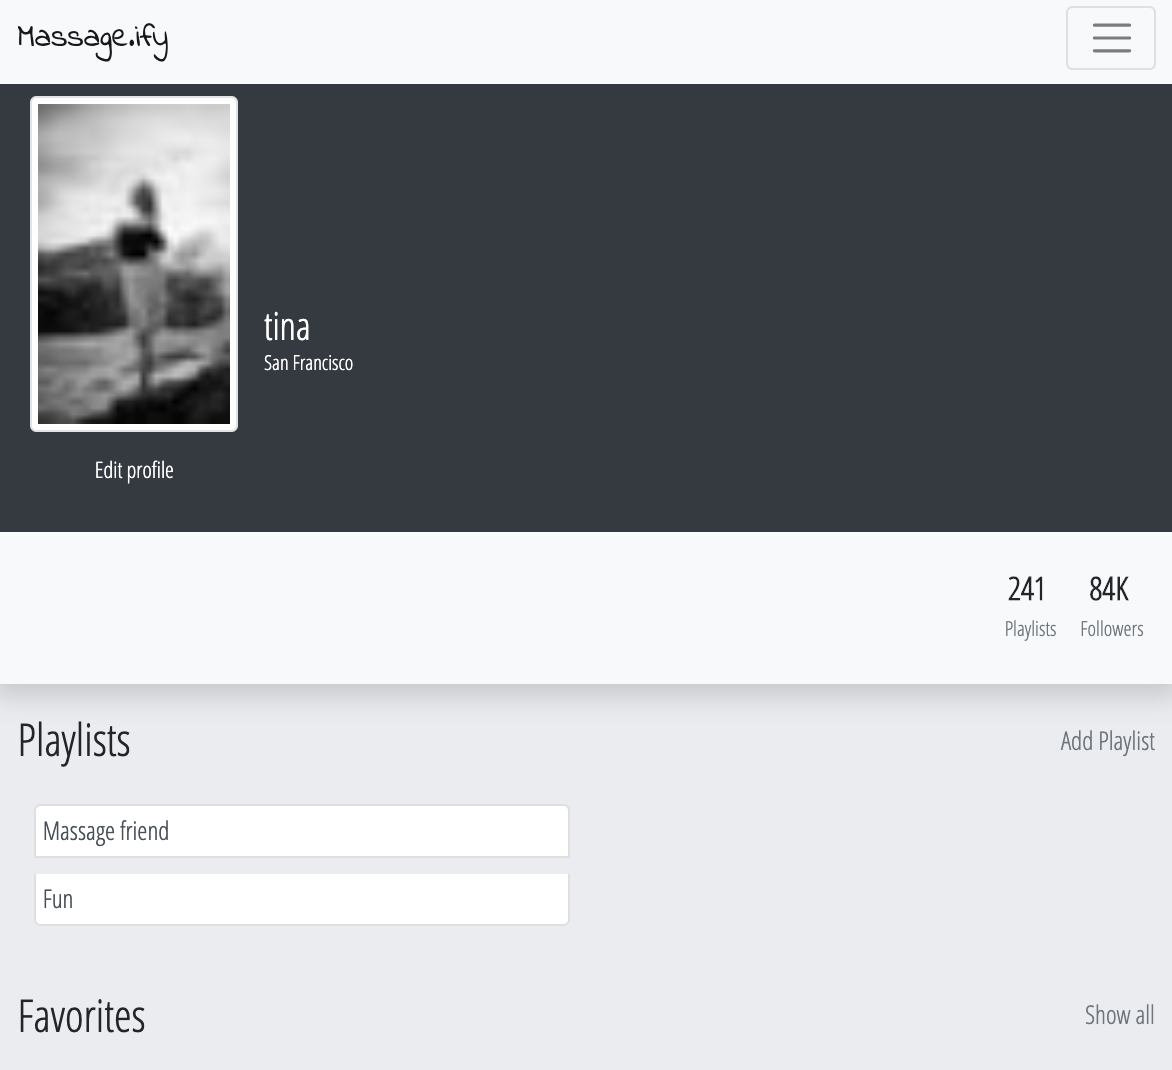 Massage.ify
tina
San Francisco
Edit profile
241 84K
Playlists Followers
Playlists Add Playlist
Massage friend
Fun
Favorites Show all